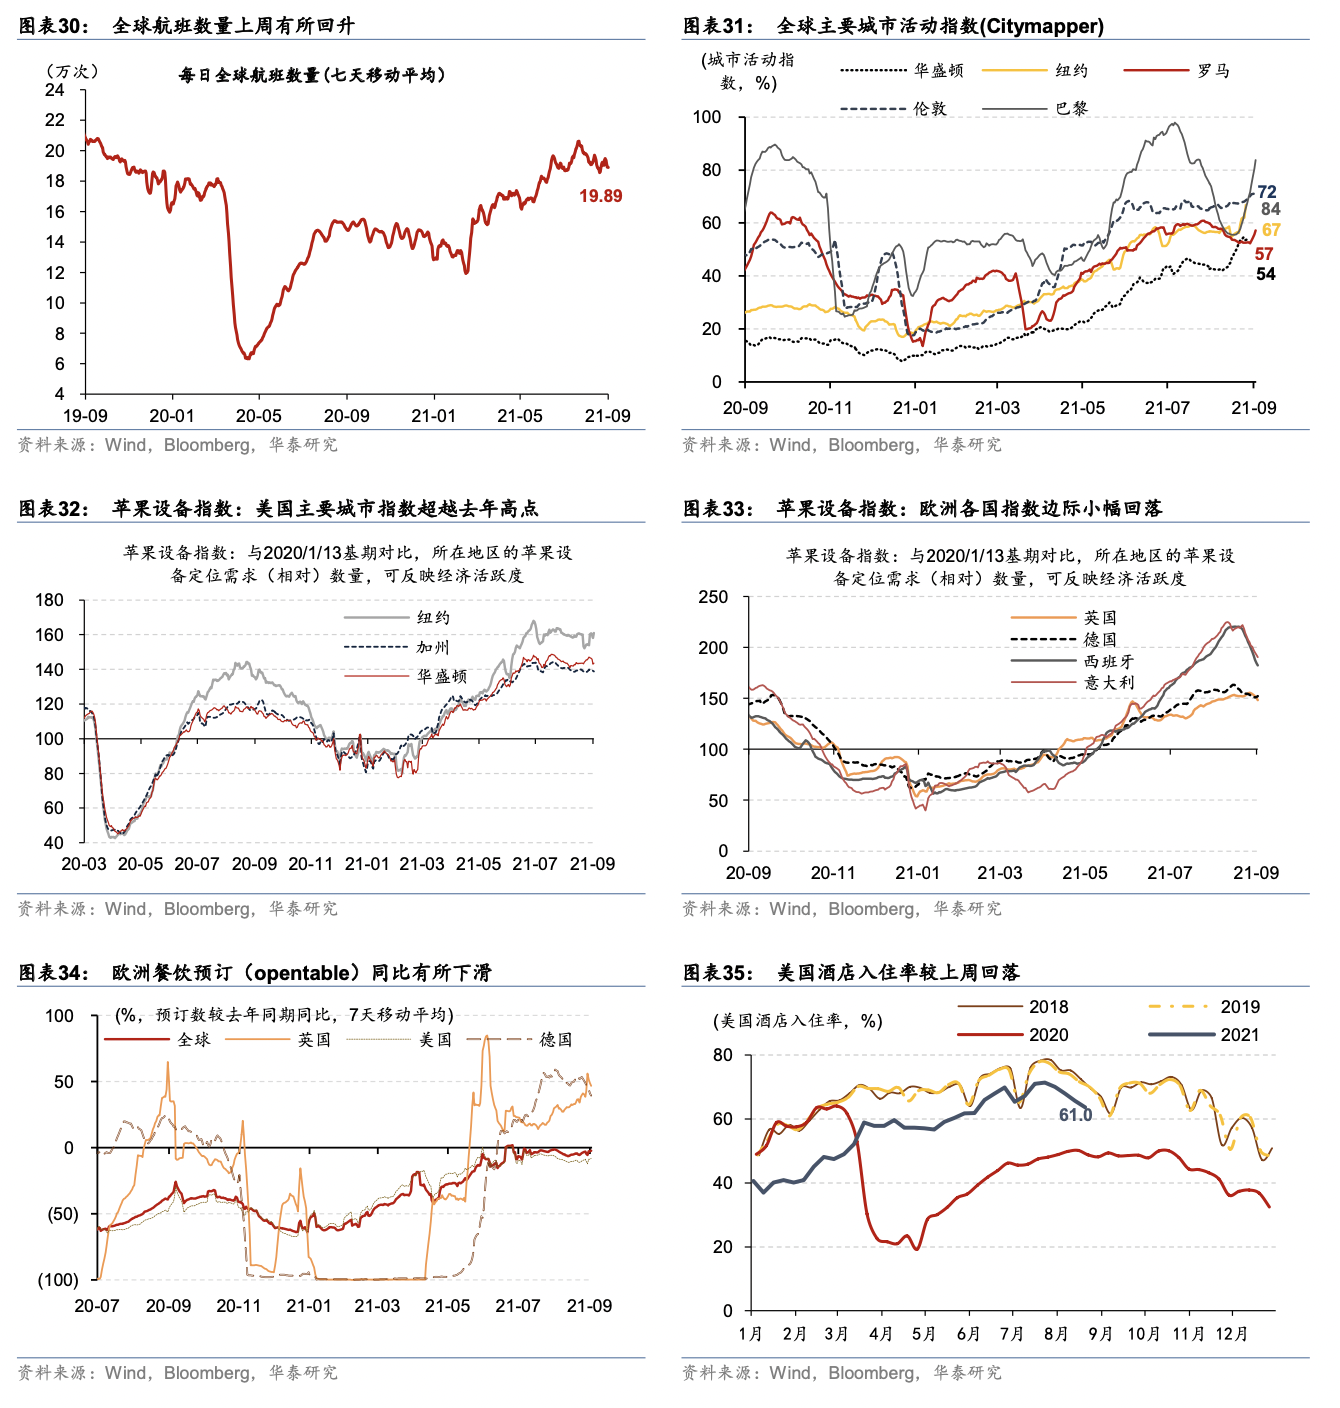 图表30： 全球航班数量上周有所回升
（万次）
每日全球航班数量(七天移动平均)
24
22
20
18
16
14
12
10
8
6
4
19.89
19-09 20-01 20-05 20-09 21-01 21-05 21-09
资料来源：Wind，Bloomberg，华泰研究
图表31： 全球主要城市活动指数(Citymapper)
(城市活动指
数，%)
华盛顿 纽约 罗马
伦敦 巴黎
100
80
60
40
20
0
72
84
67
57
54
20-09 20-11 21-01 21-03 21-05 21-07 21-09
资料来源：Wind，Bloomberg，华泰研究
图表32： 苹果设备指数：美国主要城市指数超越去年高点
苹果设备指数：与2020/1/13基期对比，所在地区的苹果设
备定位需求（相对）数量，可反映经济活跃度
180
160
140
120
100
80
60
40
纽约
加州
华盛顿
20-03 20-05 20-07 20-09 20-11 21-01 21-03 21-05 21-07 21-09
资料来源：Wind，Bloomberg，华泰研究
图表33： 苹果设备指数：欧洲各国指数边际小幅回落
苹果设备指数：与2020/1/13基期对比，所在地区的苹果设
备定位需求（相对）数量，可反映经济活跃度
250
200
150
100
50
0
英国
德国
西班牙
意大利
20-09 20-11 21-01 21-03 21-05 21-07 21-09
资料来源：Wind，Bloomberg，华泰研究
图表34： 欧洲餐饮预订（opentable）同比有所下滑
(%，预订数较去年同期同比，7天移动平均)
全球 英国 美国 德国
100
50
0
(50)
(100)
20-07 20-09 20-11 21-01 21-03 21-05 21-07 21-09
资料来源：Wind，Bloomberg，华泰研究
图表35： 美国酒店入住率较上周回落
(美国酒店入住率，%)
2018 2019
2020 2021
80
60
40
20
0
61.0
1月 2月 3月 4月 5月 6月 7月 8月 9月 10月 11月 12月
资料来源：Wind，Bloomberg，华泰研究